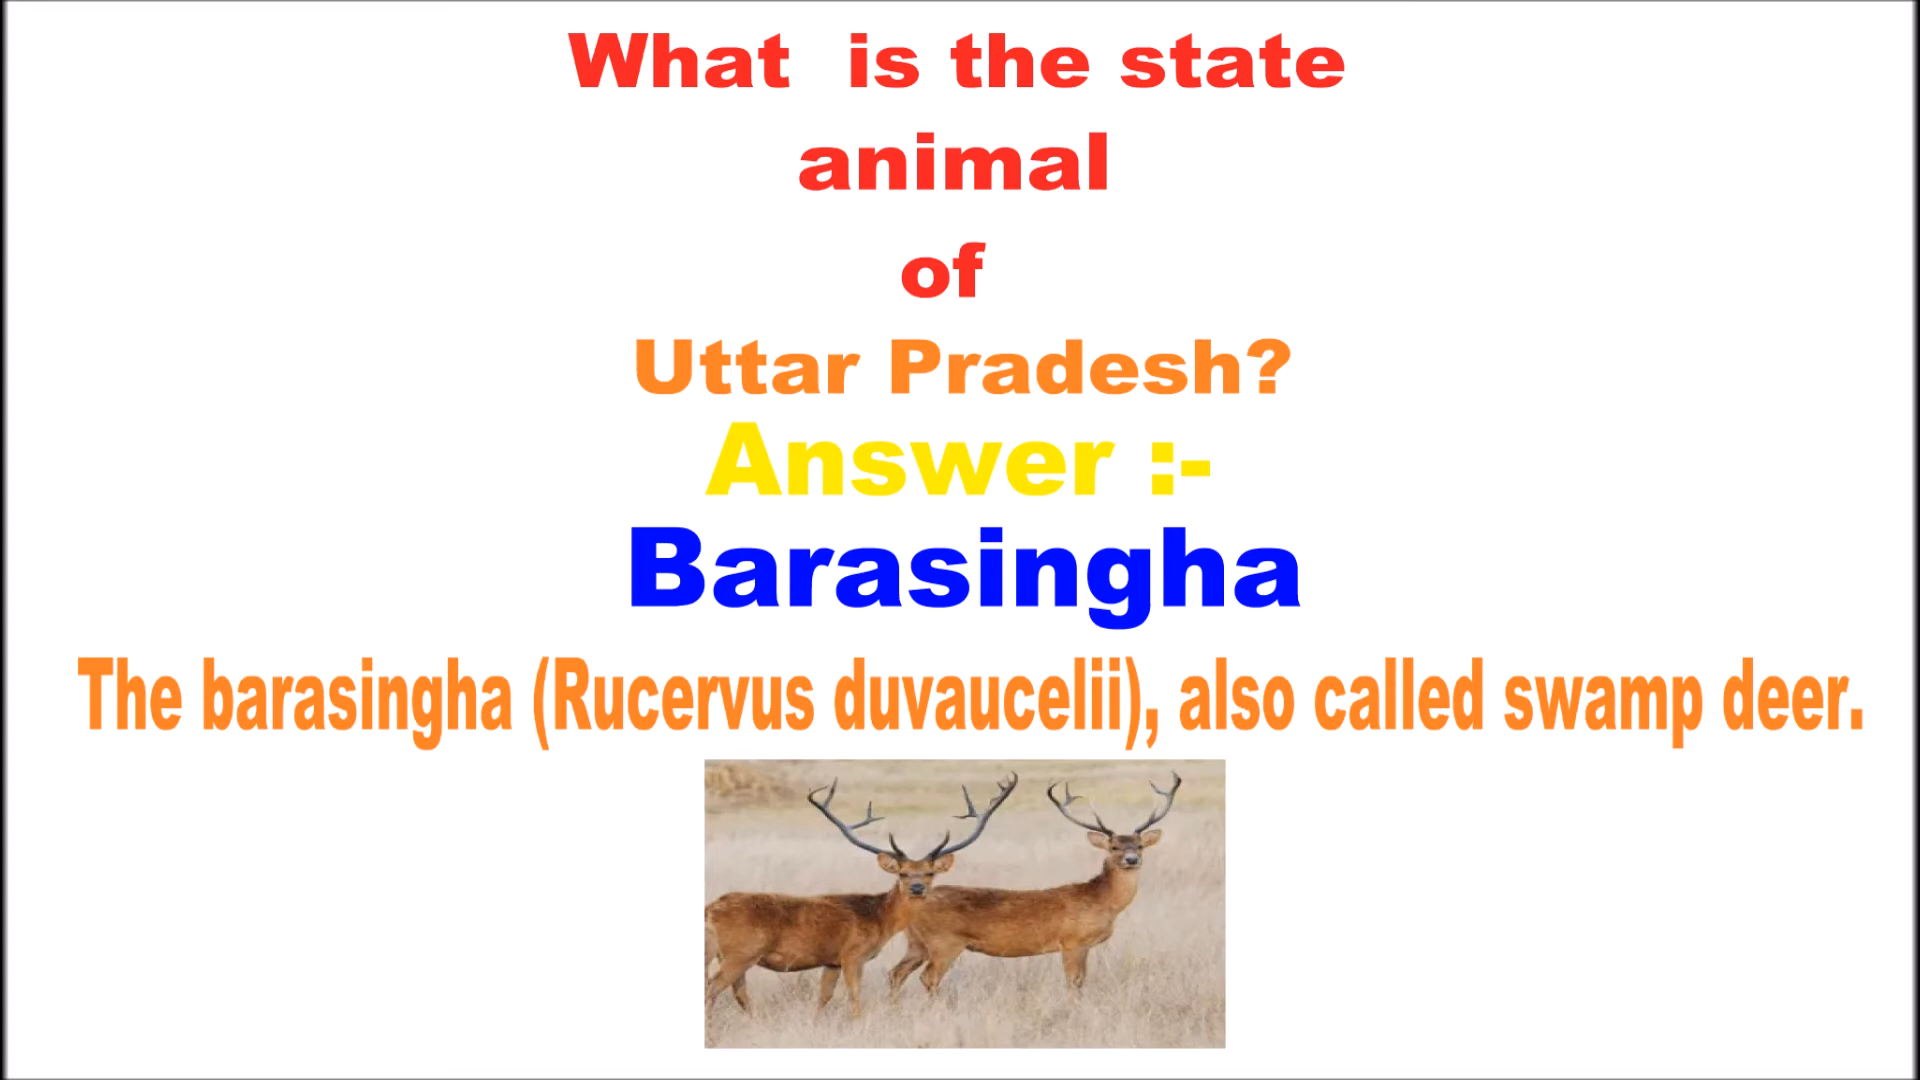 What is the state
animal
of
Uttar Pradesh?
Answer :-
Barasingha
The barasingha (Rucervus duvaucelii), also called swamp deer.